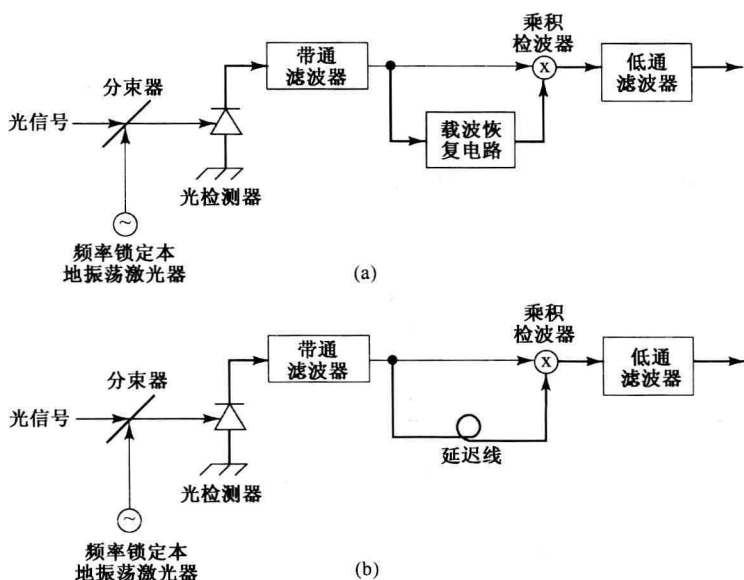 乘积
检波器
带通
滤波器
低通
滤波器
分束器
光信号
载波恢
复电路
光检测器
频率锁定本
地振荡激光器
(a)
乘积
检波器
带通
滤波器
低通
滤波器
分束器
光信号
延迟线
光检测器
频率锁定本
地振荡激光器
(b)